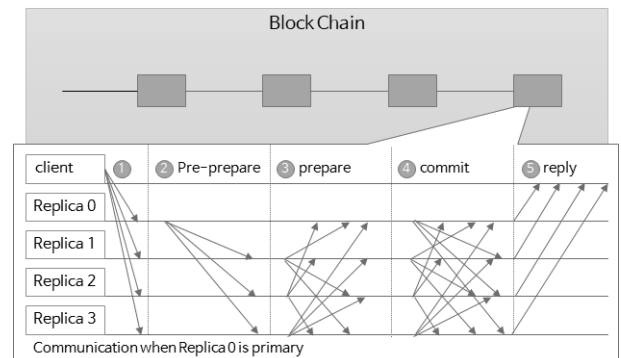 Block Chain
client ① ② Pre-prepare ③ prepare ④ commit ⑤ reply
Replica 0
Replica 1
Replica 2
Replica 3
Communication when Replica 0 is primary